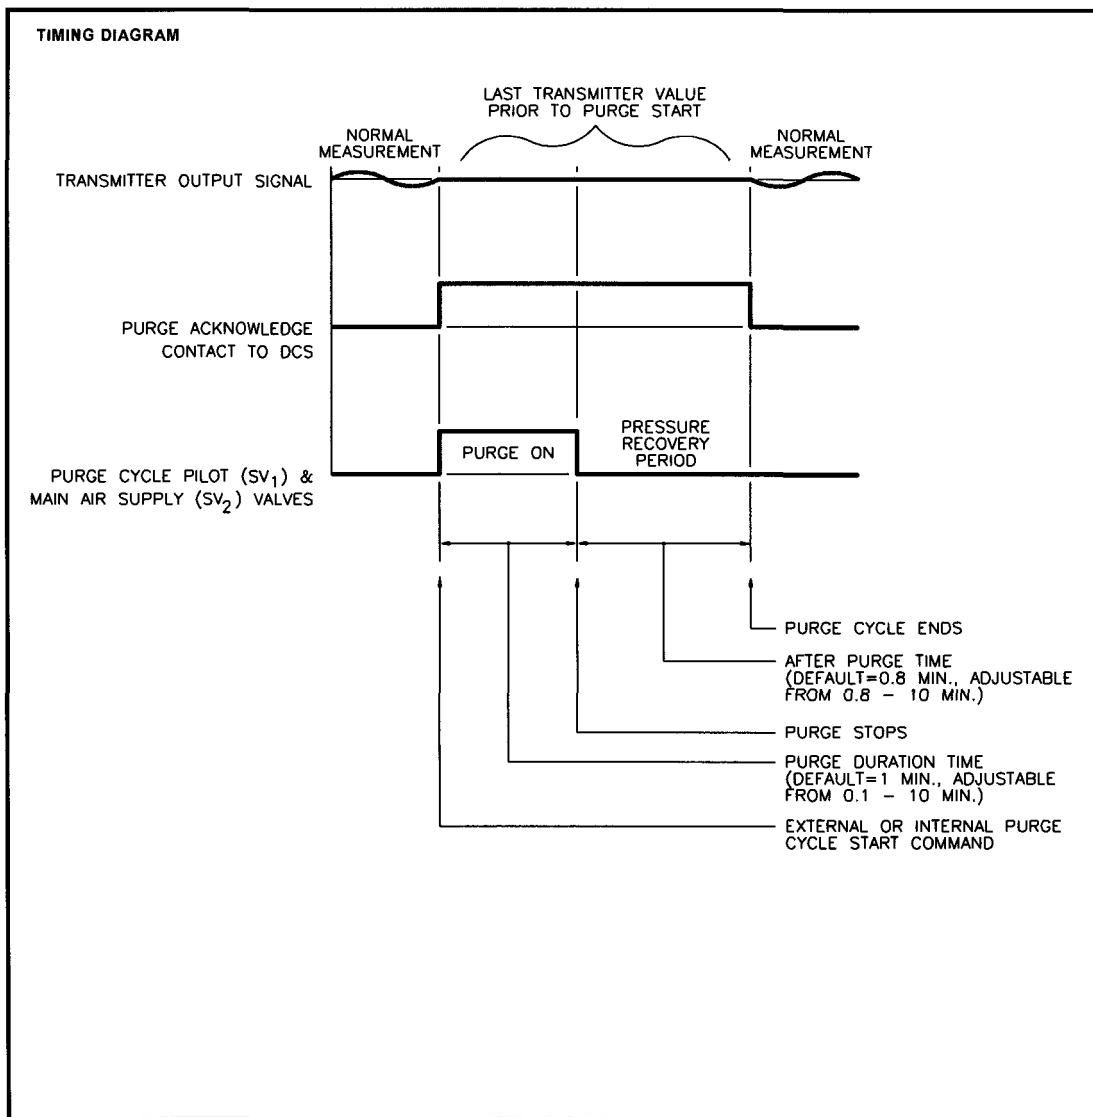 TIMING DIAGRAM
LAST TRANSMITTER VALUE
PRIOR TO PURGE START
NORMAL
MEASUREMENT
NORMAL
MEASUREMENT
TRANSMITTER OUTPUT SIGNAL
PURGE ACKNOWLEDGE
CONTACT TO DCS
PURGE ON
PRESSURE
RECOVERY
PERIOD
PURGE CYCLE PILOT (SV1) &
MAIN AIR SUPPLY (SV2) VALVES
PURGE CYCLE ENDS
AFTER PURGE TIME
(DEFAULT=0.8 MIN., ADJUSTABLE
FROM 0.8 – 10 MIN.)
PURGE STOPS
PURGE DURATION TIME
(DEFAULT=1 MIN., ADJUSTABLE
FROM 0.1 – 10 MIN.)
EXTERNAL OR INTERNAL PURGE
CYCLE START COMMAND